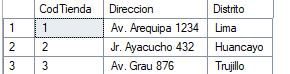 CodTienda Direccion Distrito
1 1 Av. Arequipa 1234 Lima
2 2 Jr. Ayacucho 432 Huancayo
3 3 Av. Grau 876 Trujillo